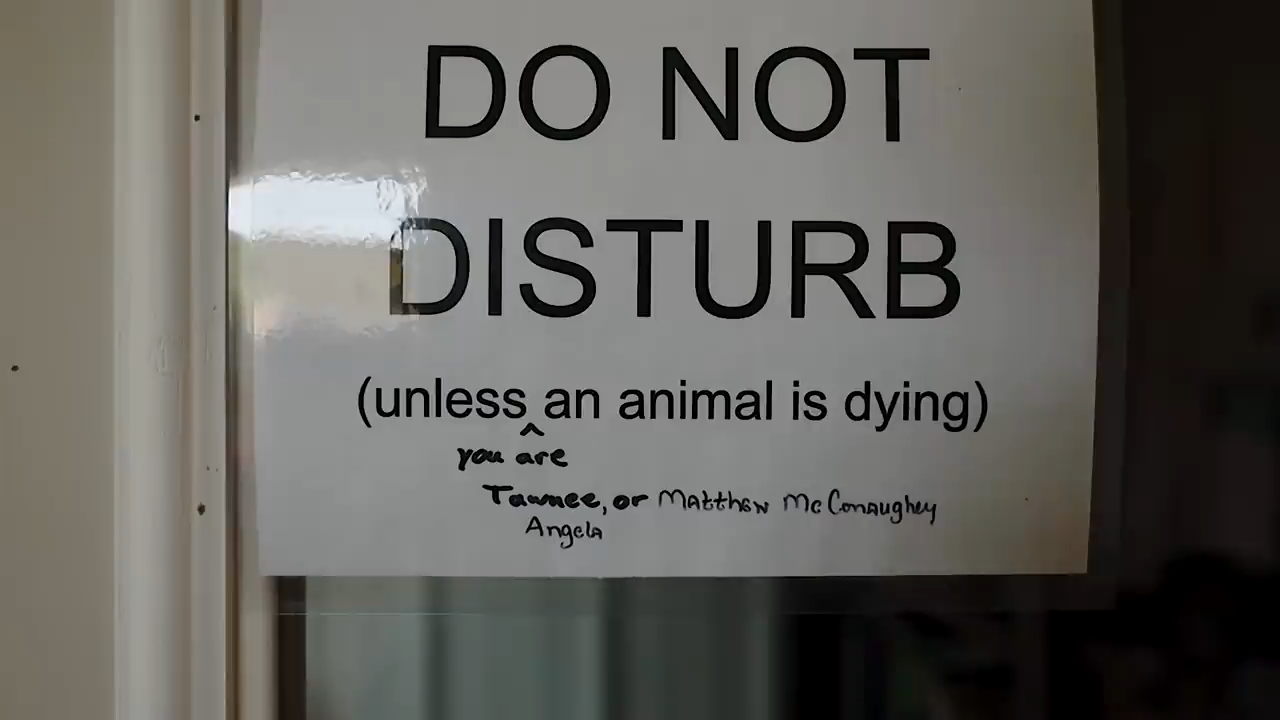 DO NOT
DISTURB
(unless an animal is dying)
^
you are
Tawnee, or Matthew McConaughey
Angela